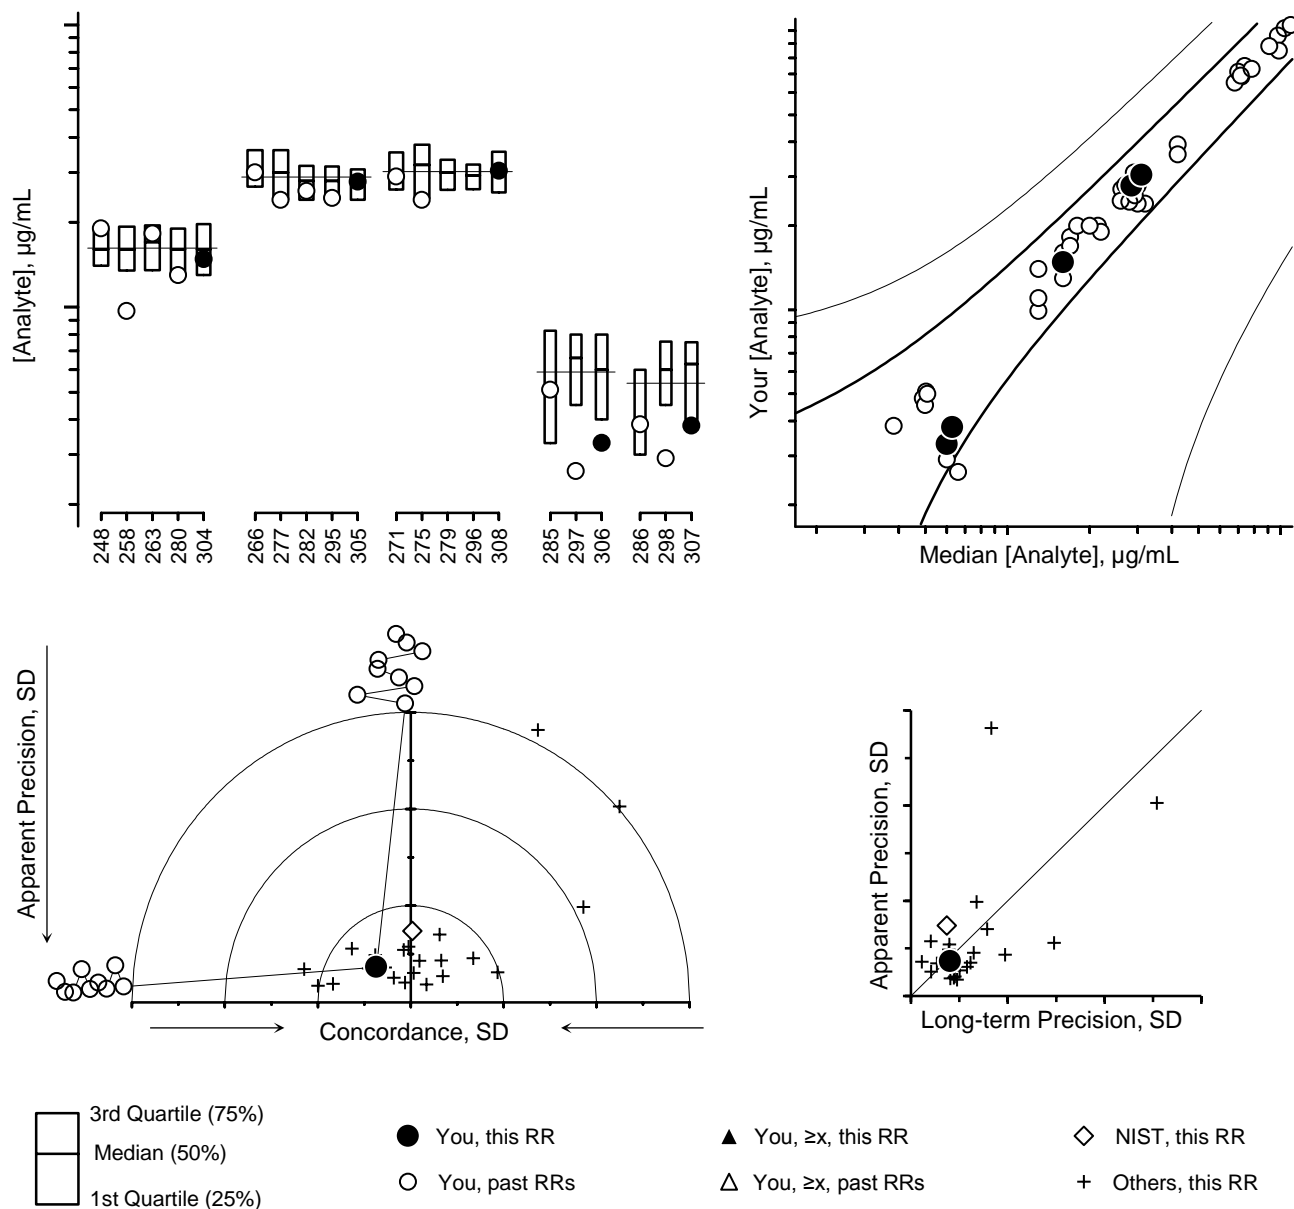 [Analyte], µg/mL
248 258 263 280 304 266 277 282 295 305 271 275 279 296 308 285 297 306 286 298 307
Your [Analyte], µg/mL
Median [Analyte], µg/mL
Apparent Precision, SD
Concordance, SD
Apparent Precision, SD
Long-term Precision, SD
3rd Quartile (75%)
Median (50%)
1st Quartile (25%)
You, this RR
You, past RRs
You, ≥x, this RR
You, ≥x, past RRs
NIST, this RR
Others, this RR